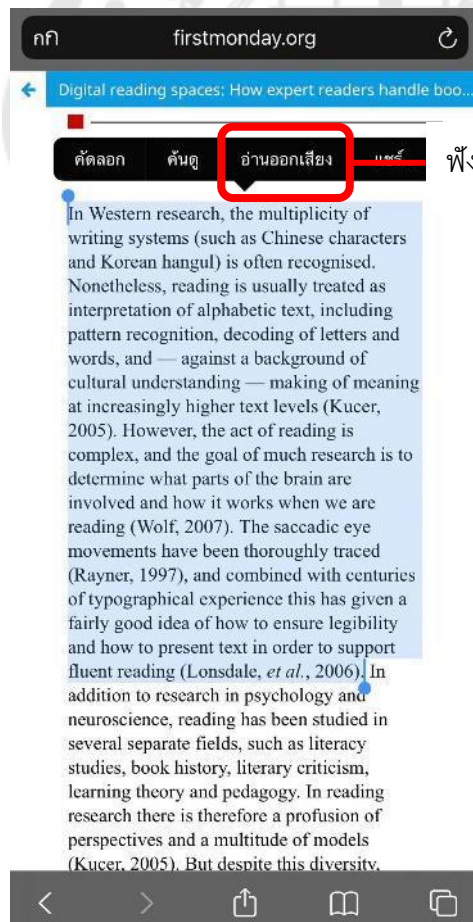 กก firstmonday.org
Digital reading spaces: How expert readers handle boo...
คัดลอก ค้นดู อ่านออกเสียง แชร์
ฟัง
In Western research, the multiplicity of
writing systems (such as Chinese characters
and Korean hangul) is often recognised.
Nonetheless, reading is usually treated as
interpretation of alphabetic text, including
pattern recognition, decoding of letters and
words, and — against a background of
cultural understanding — making of meaning
at increasingly higher text levels (Kucer,
2005). However, the act of reading is
complex, and the goal of much research is to
determine what parts of the brain are
involved and how it works when we are
reading (Wolf, 2007). The saccadic eye
movements have been thoroughly traced
(Rayner, 1997), and combined with centuries
of typographical experience this has given a
fairly good idea of how to ensure legibility
and how to present text in order to support
fluent reading (Lonsdale, et al., 2006). In
addition to research in psychology and
neuroscience, reading has been studied in
several separate fields, such as literacy
studies, book history, literary criticism,
learning theory and pedagogy. In reading
research there is therefore a profusion of
perspectives and a multitude of models
(Kucer, 2005). But despite this diversity,